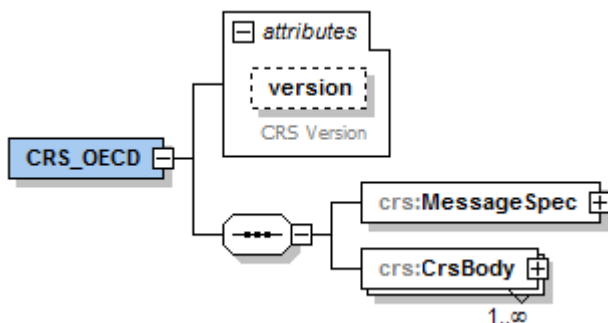 attributes
version
CRS Version
CRS_OECD
crs:MessageSpec
crs:CrsBody
1..∞